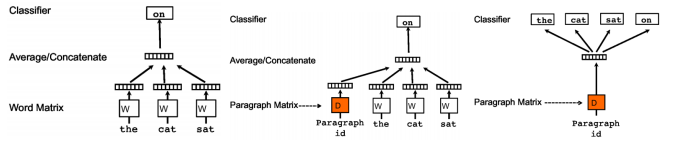 on
Classifier
Average/Concatenate
Word Matrix
W W W
the cat sat
Classifier
on
Average/Concatenate
Paragraph Matrix
D W W W
Paragraph id the cat sat
Classifier
the cat sat on
Paragraph Matrix
D
Paragraph
id